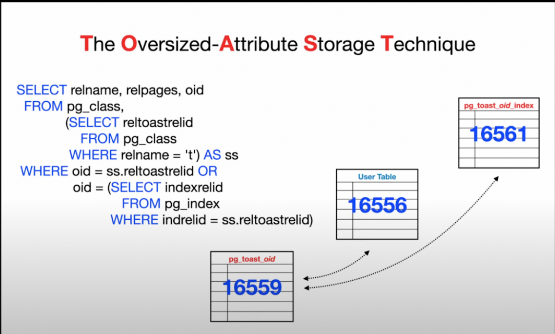 The Oversized-Attribute Storage Technique
SELECT relname, relpages, oid
FROM pg_class,
(SELECT reltoastrelid
FROM pg_class
WHERE relname = 't') AS ss
WHERE oid = ss.reltoastrelid OR
oid = (SELECT indexrelid
FROM pg_index
WHERE indrelid = ss.reltoastrelid)
pg_toast_oid_index
16561
User Table
16556
pg_toast_oid
16559